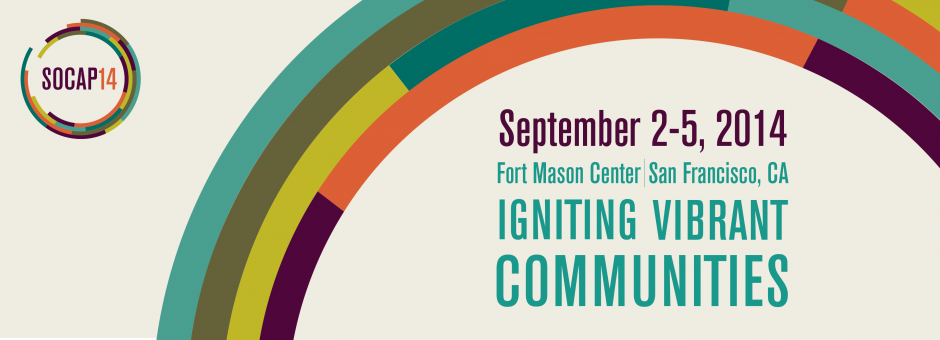 SOCAP14
September 2-5, 2014
Fort Mason Center | San Francisco, CA
IGNITING VIBRANT
COMMUNITIES